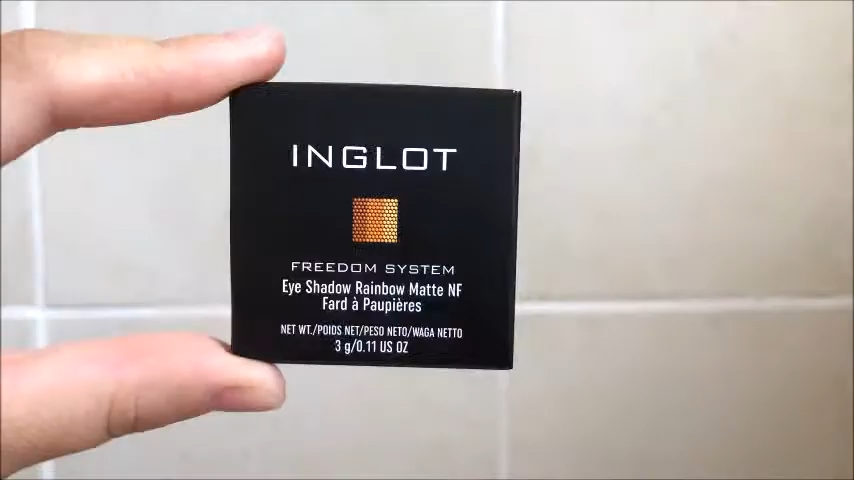 INGLOT
FREEDOM SYSTEM
Eye Shadow Rainbow Matte NF
Fard à Paupières
NET WT./POIDS NET/PESO NETO/WAGA NETTO
3 g/0.11 US OZ